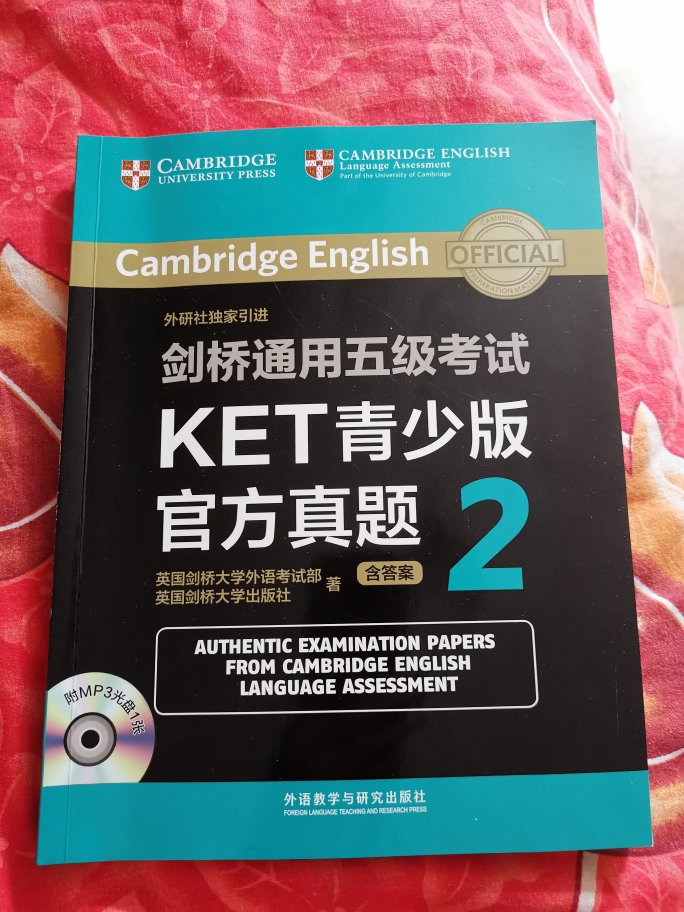 CAMBRIDGE
UNIVERSITY PRESS
CAMBRIDGE ENGLISH
Language Assessment
Part of the University of Cambridge
Cambridge English
CAMBRIDGE
OFFICIAL
PREPARATION MATERIAL
外研社独家引进
剑桥通用五级考试
KET青少版
官方真题
2
英国剑桥大学外语考试部
英国剑桥大学出版社
著
含答案
AUTHENTIC EXAMINATION PAPERS
FROM CAMBRIDGE ENGLISH
LANGUAGE ASSESSMENT
附MP3光盘1张
外语教学与研究出版社
FOREIGN LANGUAGE TEACHING AND RESEARCH PRESS